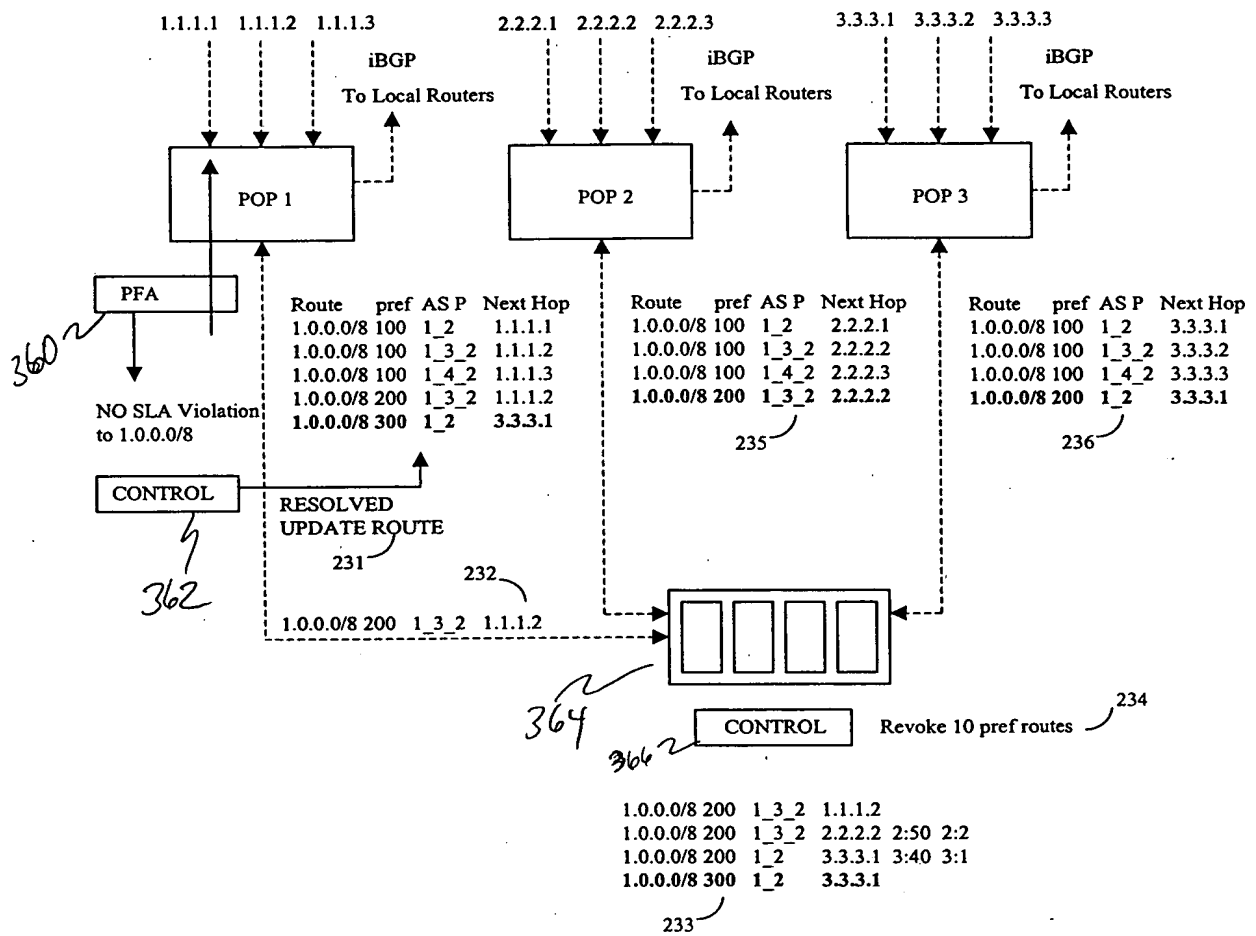 1.1.1.1 1.1.1.2 1.1.1.3
2.2.2.1 2.2.2.2 2.2.2.3
3.3.3.1 3.3.3.2 3.3.3.3
iBGP
To Local Routers
iBGP
To Local Routers
iBGP
To Local Routers
POP 1
POP 2
POP 3
PFA
360
NO SLA Violation
to 1.0.0.0/8
Route pref AS P Next Hop
1.0.0.0/8 100 1_2 1.1.1.1
1.0.0.0/8 100 1_3_2 1.1.1.2
1.0.0.0/8 100 1_4_2 1.1.1.3
1.0.0.0/8 200 1_3_2 1.1.1.2
1.0.0.0/8 300 1_2 3.3.3.1
Route pref AS P Next Hop
1.0.0.0/8 100 1_2 2.2.2.1
1.0.0.0/8 100 1_3_2 2.2.2.2
1.0.0.0/8 100 1_4_2 2.2.2.3
1.0.0.0/8 200 1_3_2 2.2.2.2
235
Route pref AS P Next Hop
1.0.0.0/8 100 1_2 3.3.3.1
1.0.0.0/8 100 1_3_2 3.3.3.2
1.0.0.0/8 100 1_4_2 3.3.3.3
1.0.0.0/8 200 1_2 3.3.3.1
236
CONTROL
362
RESOLVED
UPDATE ROUTE
231
232
1.0.0.0/8 200 1_3_2 1.1.1.2
364
CONTROL
366
Revoke 10 pref routes
234
1.0.0.0/8 200 1_3_2 1.1.1.2
1.0.0.0/8 200 1_3_2 2.2.2.2 2:50 2:2
1.0.0.0/8 200 1_2 3.3.3.1 3:40 3:1
1.0.0.0/8 300 1_2 3.3.3.1
233